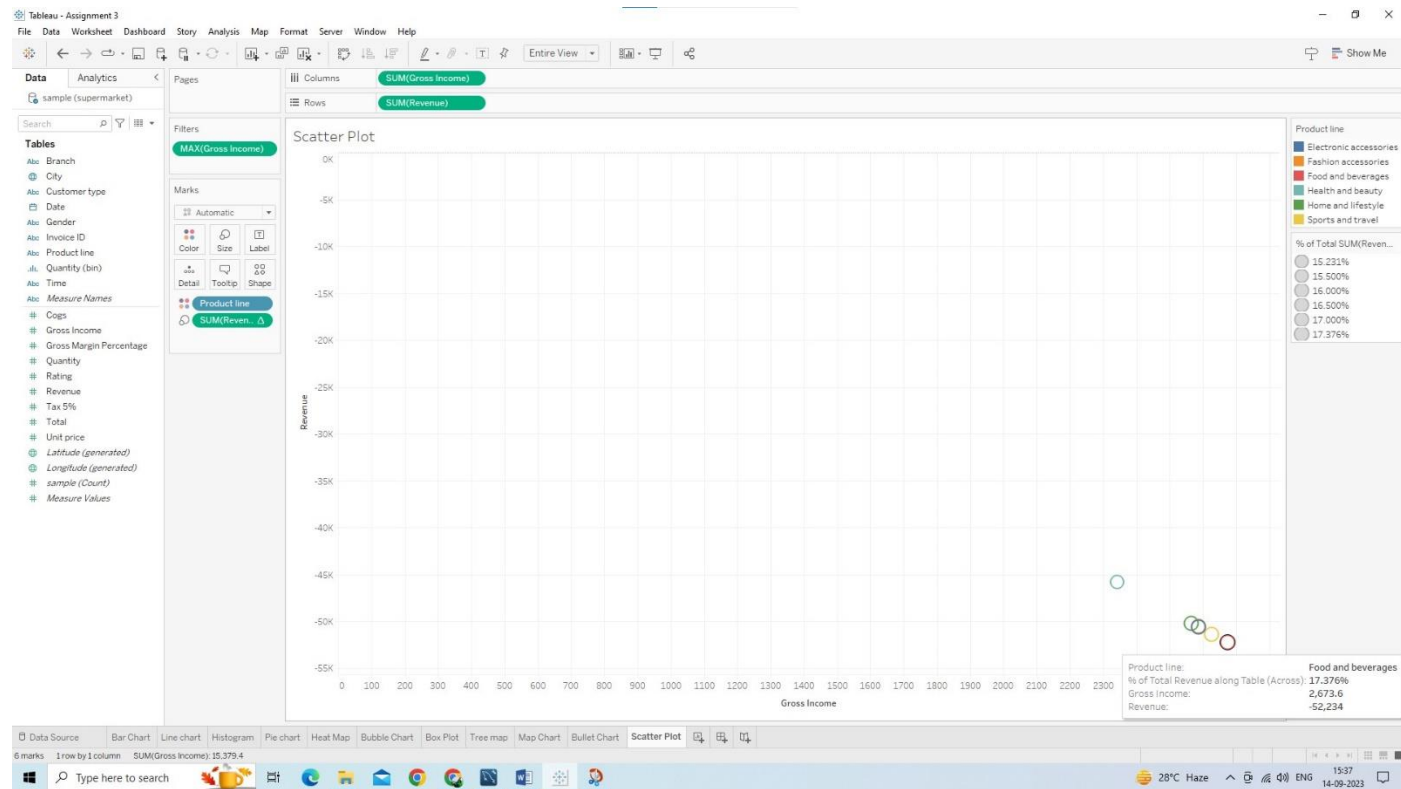 Tableau - Assignment 3
File Data Worksheet Dashboard Story Analysis Map Format Server Window Help
Entire View
Show Me
Data Analytics
sample (supermarket)
Search
Tables
Abc Branch
City
Abc Customer type
Date
Abc Gender
Abc Invoice ID
Abc Product line
Quantity (bin)
Abc Time
Abc Measure Names
# Cogs
# Gross Income
# Gross Margin Percentage
# Quantity
# Rating
# Revenue
# Tax 5%
# Total
# Unit price
Latitude (generated)
Longitude (generated)
# sample (Count)
# Measure Values
Pages
Filters
MAX(Gross Income)
Marks
Automatic
Color Size Label
Detail Tooltip Shape
Product line
SUM(Reven.. Δ
Columns SUM(Gross Income)
Rows SUM(Revenue)
Scatter Plot
0K
-5K
-10K
-15K
-20K
-25K
-30K
-35K
-40K
-45K
-50K
-55K
Revenue
0 100 200 300 400 500 600 700 800 900 1000 1100 1200 1300 1400 1500 1600 1700 1800 1900 2000 2100 2200 2300
Gross Income
Product line: Food and beverages
% of Total Revenue along Table (Across): 17.376%
Gross Income: 2,673.6
Revenue: -52,234
Product line
Electronic accessories
Fashion accessories
Food and beverages
Health and beauty
Home and lifestyle
Sports and travel
% of Total SUM(Reven...
15.231%
15.500%
16.000%
16.500%
17.000%
17.376%
Data Source Bar Chart Line chart Histogram Pie chart Heat Map Bubble Chart Box Plot Tree map Map Chart Bullet Chart Scatter Plot
6 marks 1 row by 1 column SUM(Gross Income): 15,379.4
Type here to search
28°C Haze ENG 15:37
14-09-2023